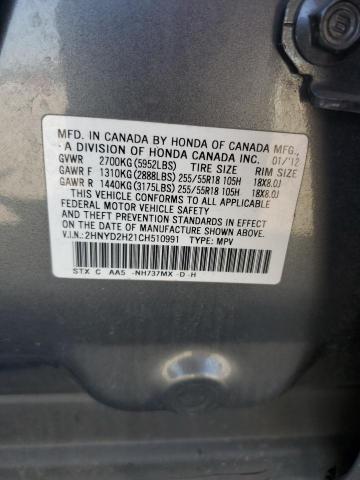 MFD. IN CANADA BY HONDA OF CANADA MFG.,
A DIVISION OF HONDA CANADA INC. 01/'12
GVWR 2700KG (5952LBS) TIRE SIZE RIM SIZE
GAWR F 1310KG (2888LBS) 255/55R18 105H 18X8.0J
GAWR R 1440KG (3175LBS) 255/55R18 105H 18X8.0J
THIS VEHICLE CONFORMS TO ALL APPLICABLE
FEDERAL MOTOR VEHICLE SAFETY STANDARDS IN EFFECT
ON THE DATE OF MANUFACTURE SHOWN ABOVE.
V.I.N.: 2HNYD2H21CH510991 TYPE: MPV
STX C AA5 -NH737MX -D -H